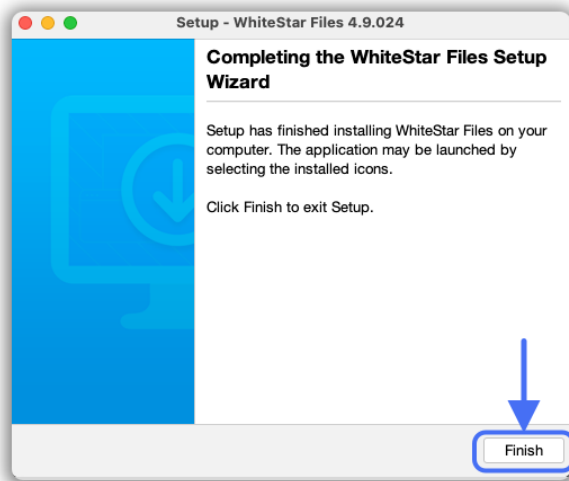 Setup - WhiteStar Files 4.9.024
Completing the WhiteStar Files Setup
Wizard
Setup has finished installing WhiteStar Files on your
computer. The application may be launched by
selecting the installed icons.
Click Finish to exit Setup.
Finish